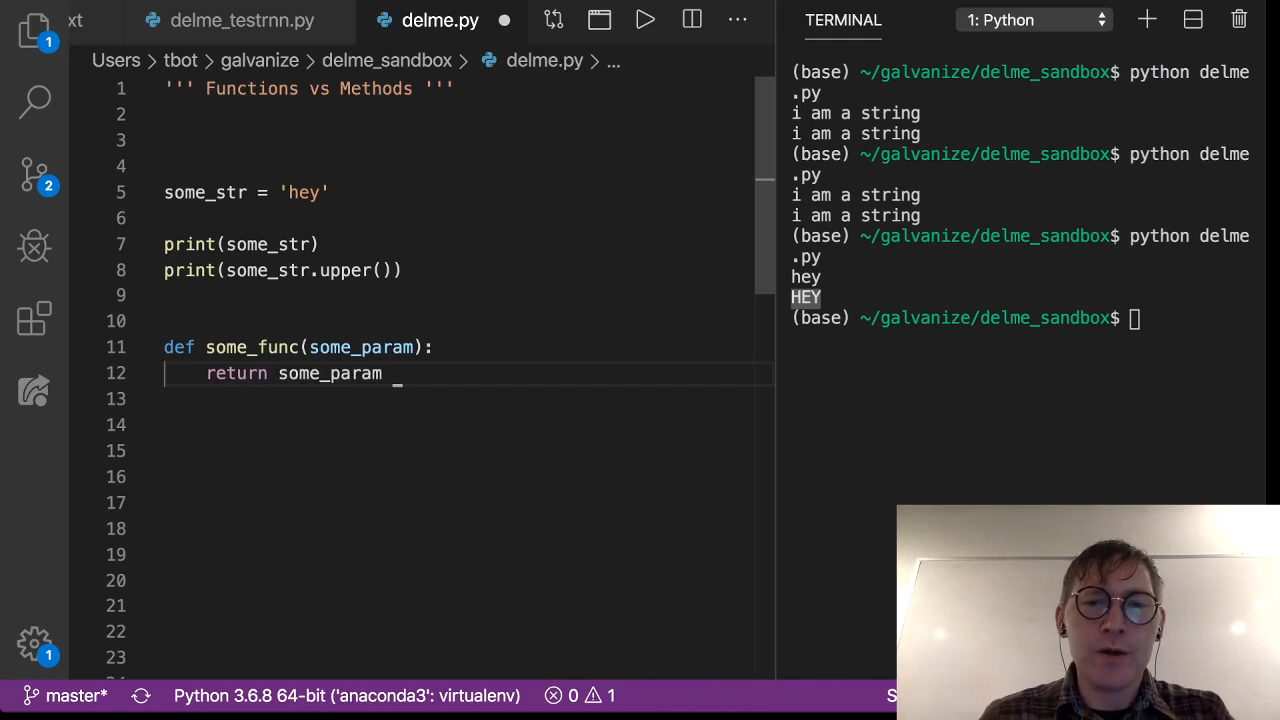 xt
delme_testrnn.py
delme.py
Users > tbot > galvanize > delme_sandbox > delme.py > ...
1 ''' Functions vs Methods '''
2
3
4
5 some_str = 'hey'
6
7 print(some_str)
8 print(some_str.upper())
9
10
11 def some_func(some_param):
12 return some_param
13
14
15
16
17
18
19
20
21
22
23
TERMINAL
1: Python
(base) ~/galvanize/delme_sandbox$ python delme
.py
i am a string
i am a string
(base) ~/galvanize/delme_sandbox$ python delme
.py
i am a string
i am a string
(base) ~/galvanize/delme_sandbox$ python delme
.py
hey
HEY
(base) ~/galvanize/delme_sandbox$
1
2
1
master*
Python 3.6.8 64-bit ('anaconda3': virtualenv)
0
1
S